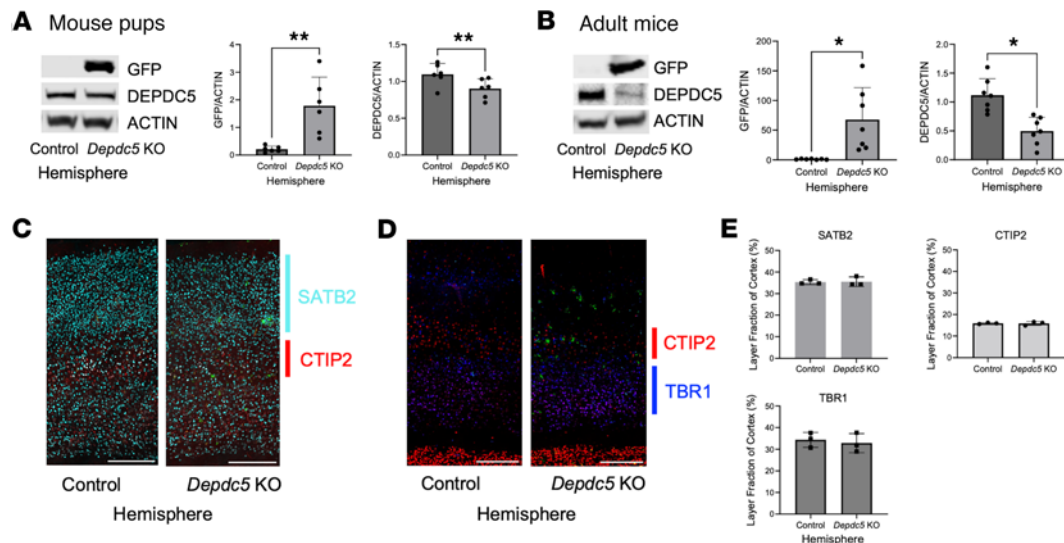 A Mouse pups
GFP
DEPDC5
ACTIN
Control Depdc5 KO
Hemisphere
GFP/ACTIN
4
3
2
1
0
**
Control Depdc5 KO
Hemisphere
DEPDC5/ACTIN
1.5
1.0
0.5
0.0
**
Control Depdc5 KO
Hemisphere
B Adult mice
GFP
DEPDC5
ACTIN
Control Depdc5 KO
Hemisphere
GFP/ACTIN
200
150
100
50
0
*
Control Depdc5 KO
Hemisphere
DEPDC5/ACTIN
2.0
1.5
1.0
0.5
0.0
*
Control Depdc5 KO
Hemisphere
C
SATB2
CTIP2
Control Depdc5 KO
Hemisphere
D
CTIP2
TBR1
Control Depdc5 KO
Hemisphere
E
SATB2
Layer Fraction of Cortex (%)
50
40
30
20
10
0
Control Depdc5 KO
CTIP2
Layer Fraction of Cortex (%)
50
40
30
20
10
0
Control Depdc5 KO
TBR1
Layer Fraction of Cortex (%)
50
40
30
20
10
0
Control Depdc5 KO
Hemisphere